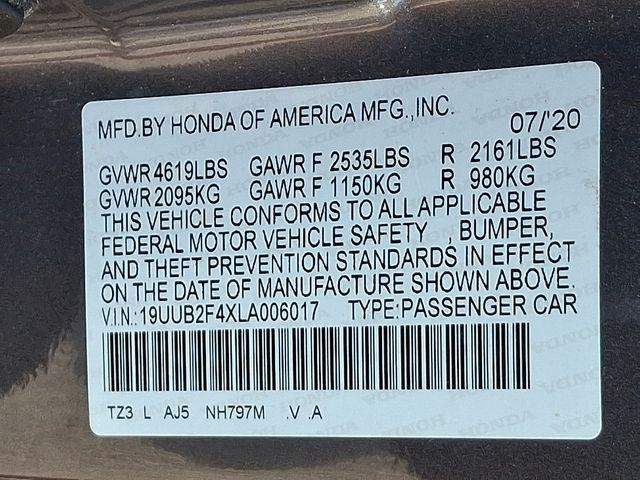 MFD.BY HONDA OF AMERICA MFG.,INC. 07/'20
GVWR 4619LBS GAWR F 2535LBS R 2161LBS
GVWR 2095KG GAWR F 1150KG R 980KG
THIS VEHICLE CONFORMS TO ALL APPLICABLE
FEDERAL MOTOR VEHICLE SAFETY , BUMPER,
AND THEFT PREVENTION STANDARDS IN EFFECT
ON THE DATE OF MANUFACTURE SHOWN ABOVE.
V.I.N.:19UUB2F4XLA006017 TYPE:PASSENGER CAR
TZ3 L AJ5 NH797M .V .A